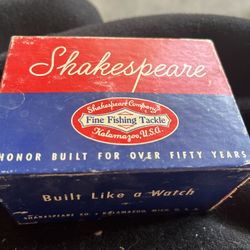 Shakespeare
Shakespeare Company
Fine Fishing Tackle
Kalamazoo, U.S.A.
HONOR BUILT FOR OVER FIFTY YEARS
Built Like a Watch
SHAKESPEARE CO. KALAMAZOO, MICH. U.S.A.